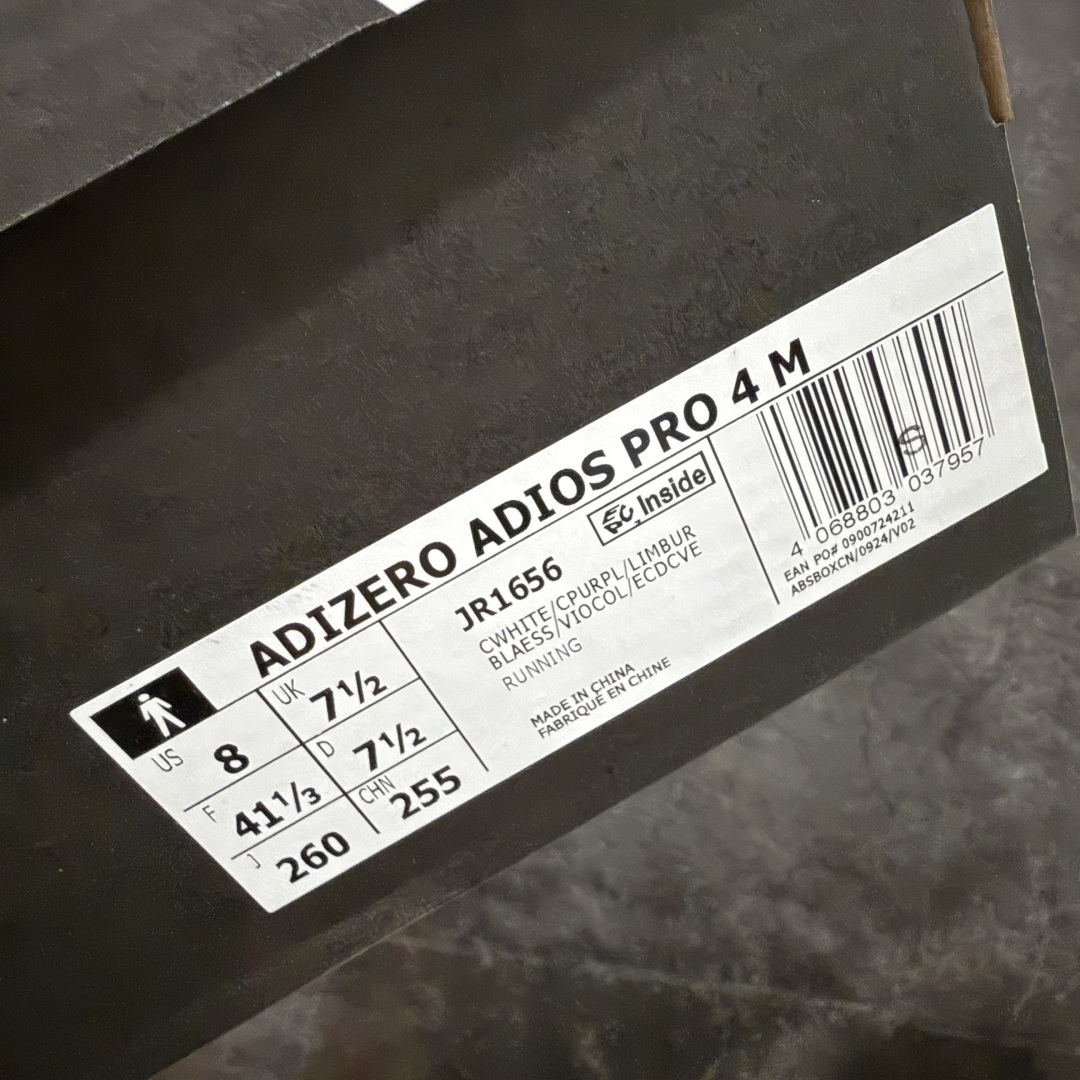 ADIZERO ADIOS PRO 4 M
US 8
UK 7½
F 41⅓
D 7½
J 260
CHN 255
JR1656
Inside
CWHITE/CPURPL/LIMBUR
BLAESS/VIOCOL/ECDCVE
RUNNING
MADE IN CHINA
FABRIQUÉ EN CHINE
4 068803 037957
EAN PO# 0900724211
ABSBOXCN/0924/V02